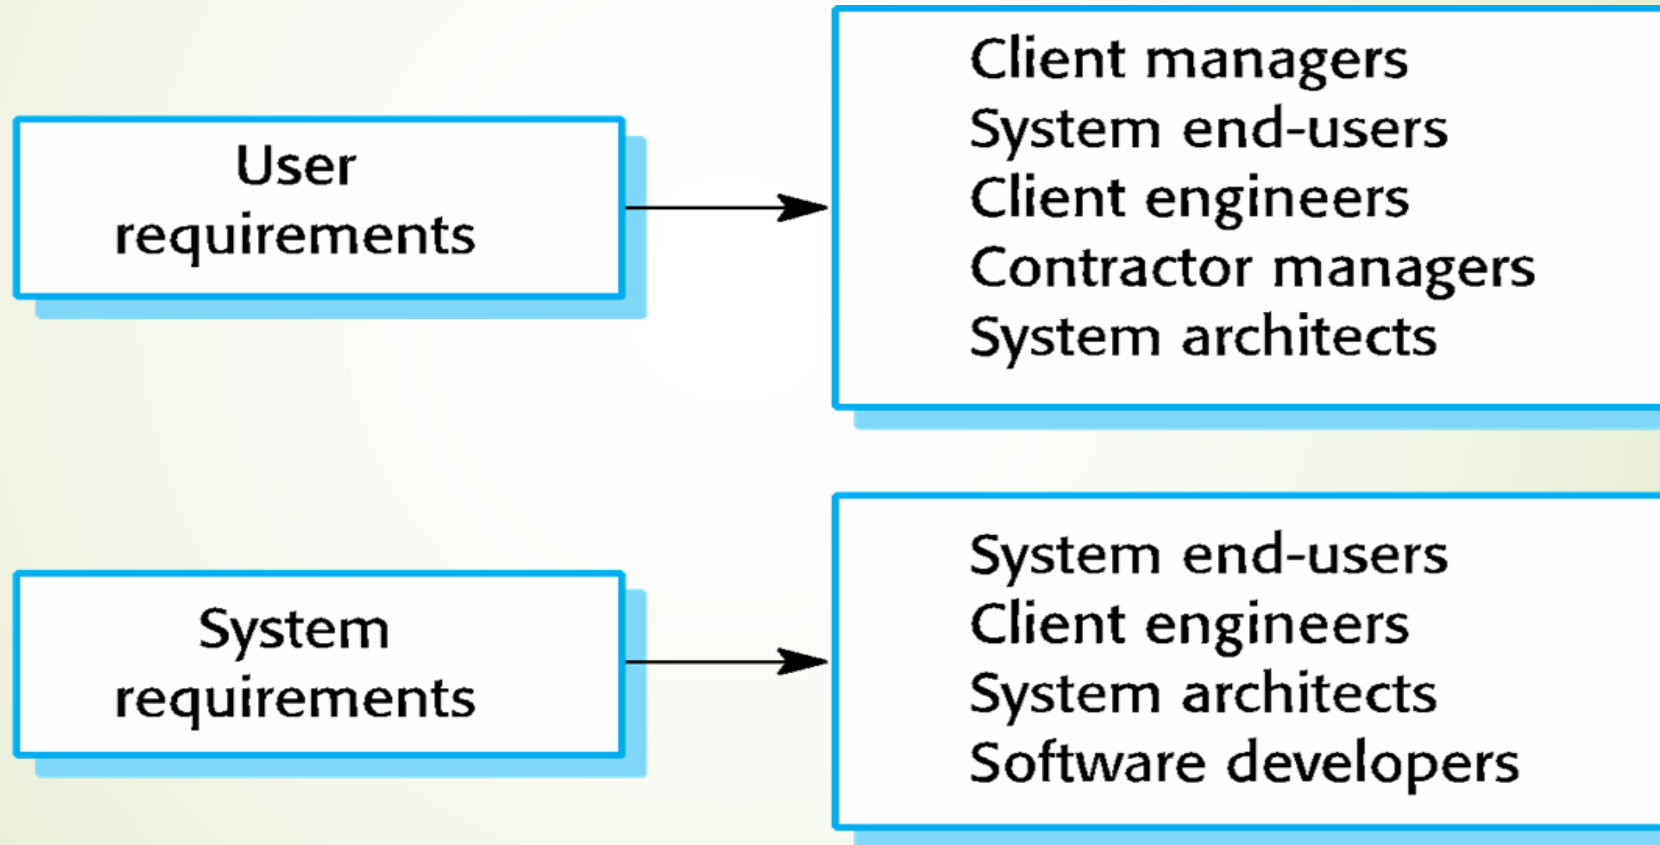 User
requirements
Client managers
System end-users
Client engineers
Contractor managers
System architects
System
requirements
System end-users
Client engineers
System architects
Software developers